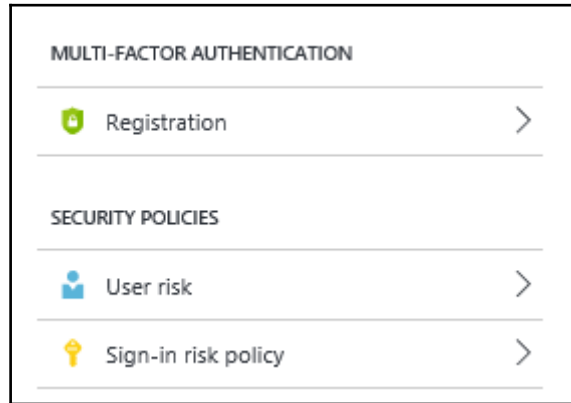 MULTI-FACTOR AUTHENTICATION
Registration
SECURITY POLICIES
User risk
Sign-in risk policy